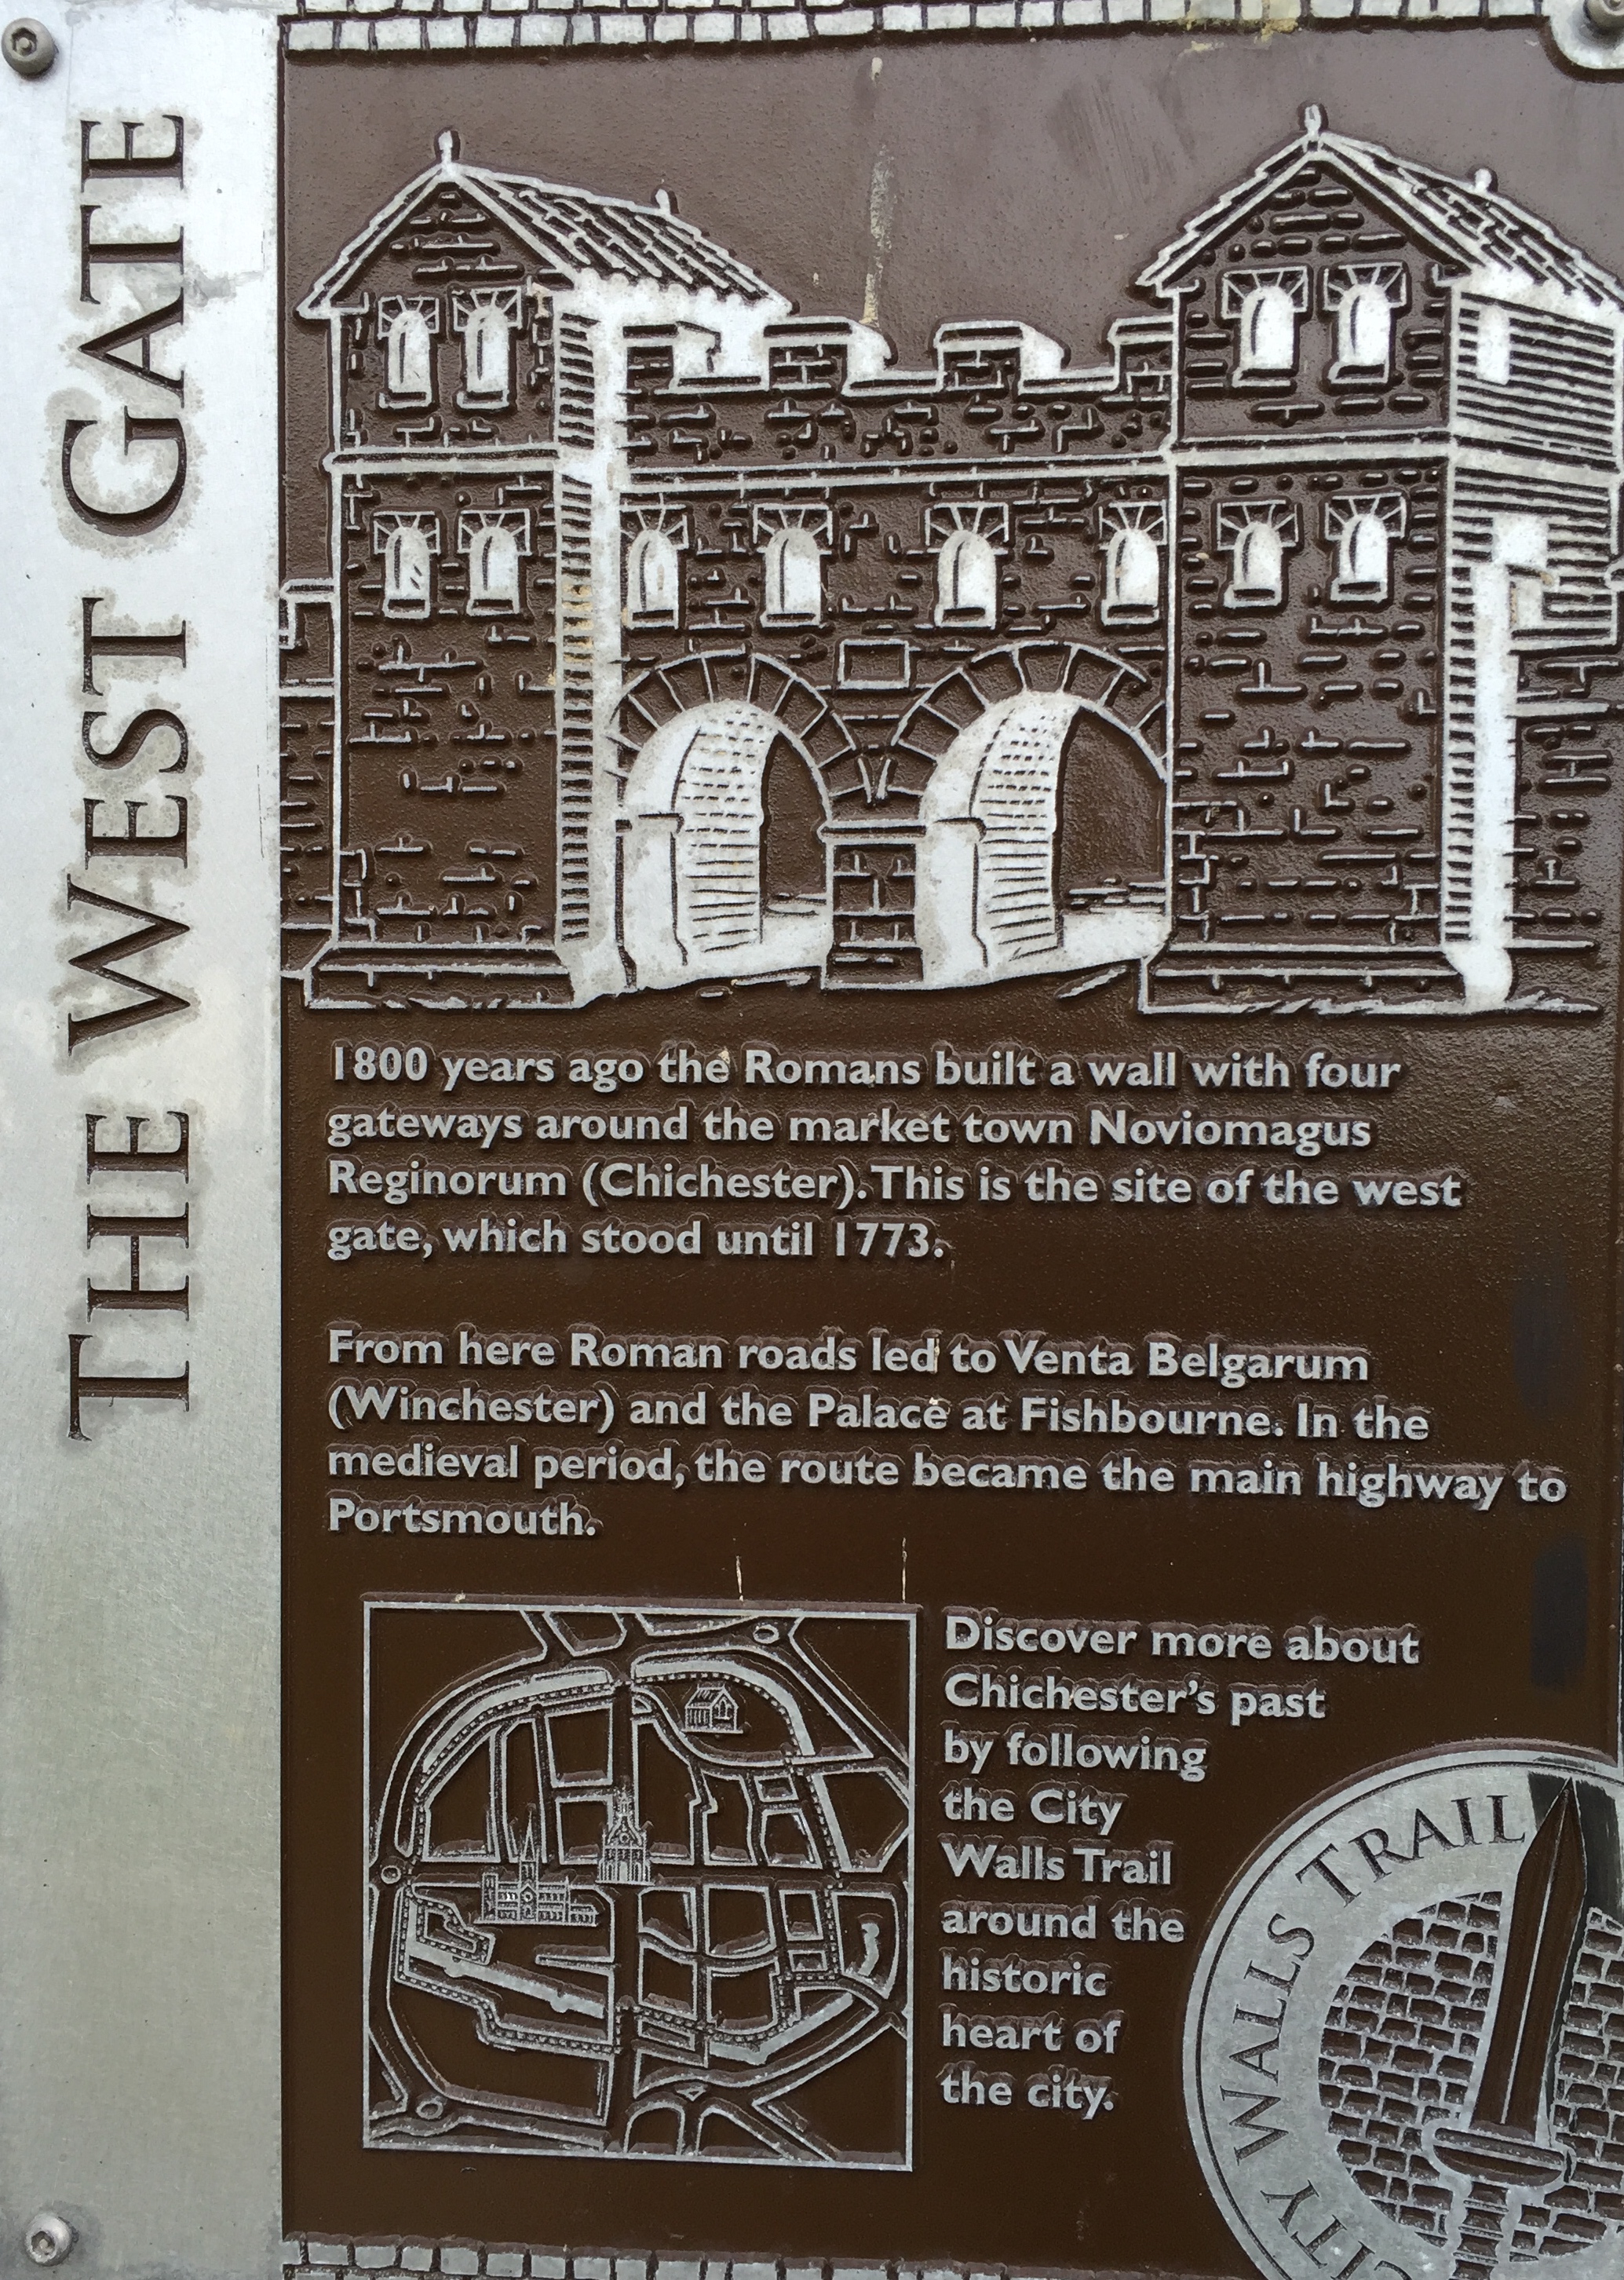 THE WEST GATE
1800 years ago the Romans built a wall with four
gateways around the market town Noviomagus
Reginorum (Chichester). This is the site of the west
gate, which stood until 1773.
From here Roman roads led to Venta Belgarum
(Winchester) and the Palace at Fishbourne. In the
medieval period, the route became the main highway to
Portsmouth.
Discover more about
Chichester's past
by following
the City
Walls Trail
around the
historic
heart of
the city.
CITY WALLS TRAIL